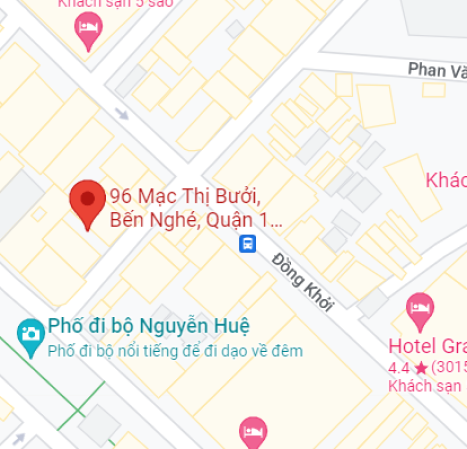 Khách sạn 5 sao
Phan Vă
96 Mạc Thị Bưởi,
Bến Nghé, Quận 1...
Khác
Đồng Khởi
Phố đi bộ Nguyễn Huệ
Phố đi bộ nổi tiếng để đi dạo về đêm
Hotel Gra
4.4 ★ (3015
Khách sạn